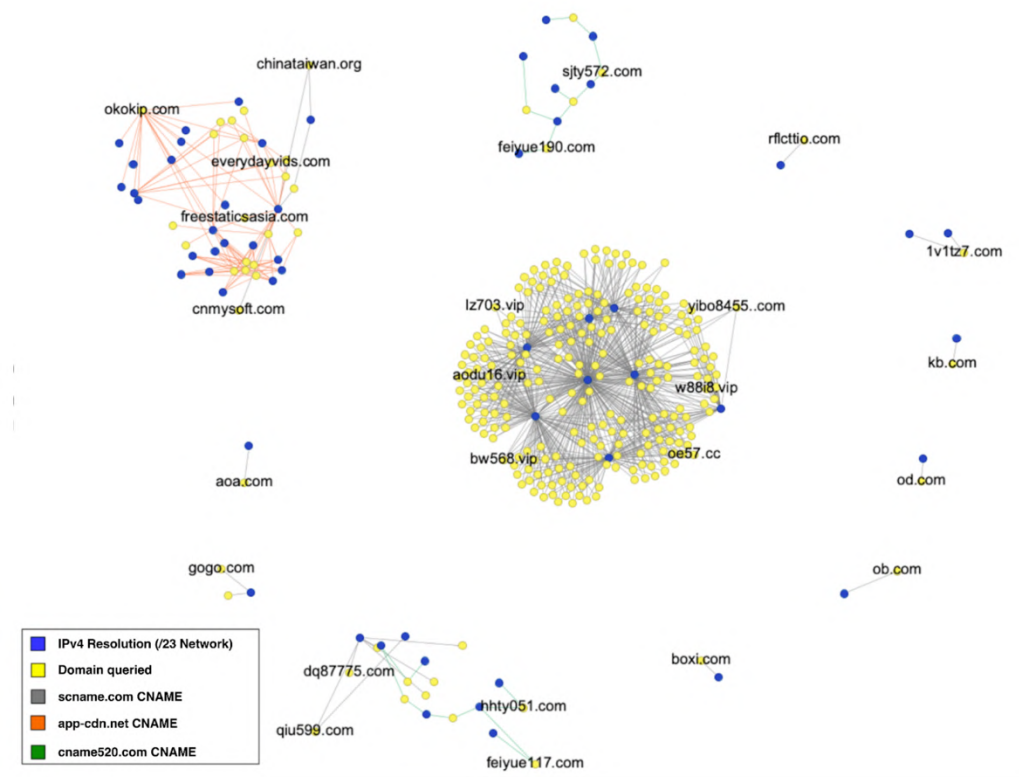 chinataiwan.org
sjty572.com
okokip.com
rflcttio.com
feiyue190.com
everydayvids.com
freestaticsasia.com
1v1tz7.com
cnmysoft.com
lz703.vip
yibo8455..com
kb.com
aodu16.vip
w88i8.vip
bw568.vip
oe57.cc
aoa.com
od.com
gogo.com
ob.com
IPv4 Resolution (/23 Network)
Domain queried
scname.com CNAME
app-cdn.net CNAME
cname520.com CNAME
dq87775.com
boxi.com
hhty051.com
qiu599.com
feiyue117.com